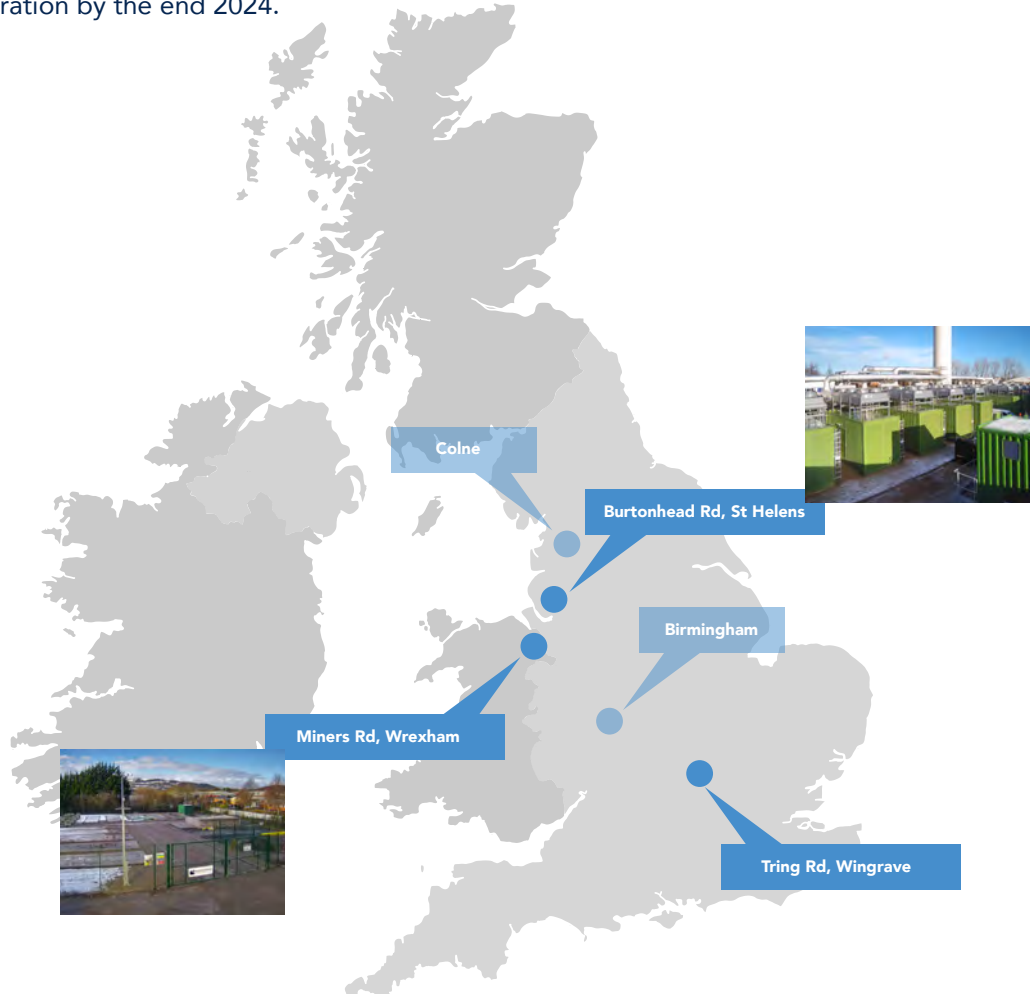 ration by the end 2024.
Colne
Burtonhead Rd, St Helens
Birmingham
Miners Rd, Wrexham
Tring Rd, Wingrave